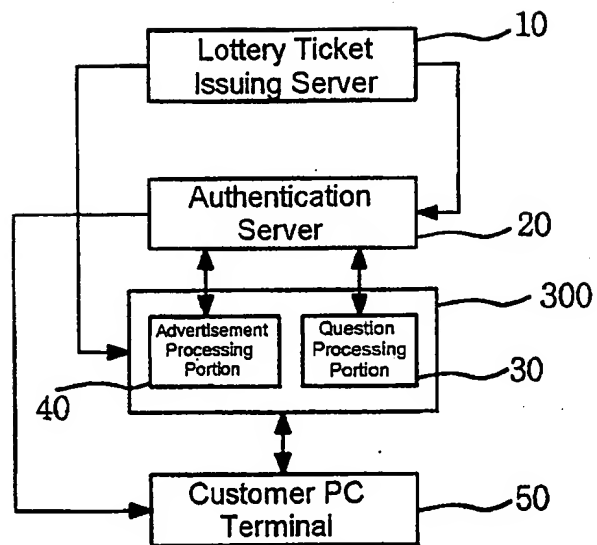 10
Lottery Ticket
Issuing Server
Authentication
Server
20
300
Advertisement
Processing
Portion
Question
Processing
Portion
40
30
Customer PC
Terminal
50